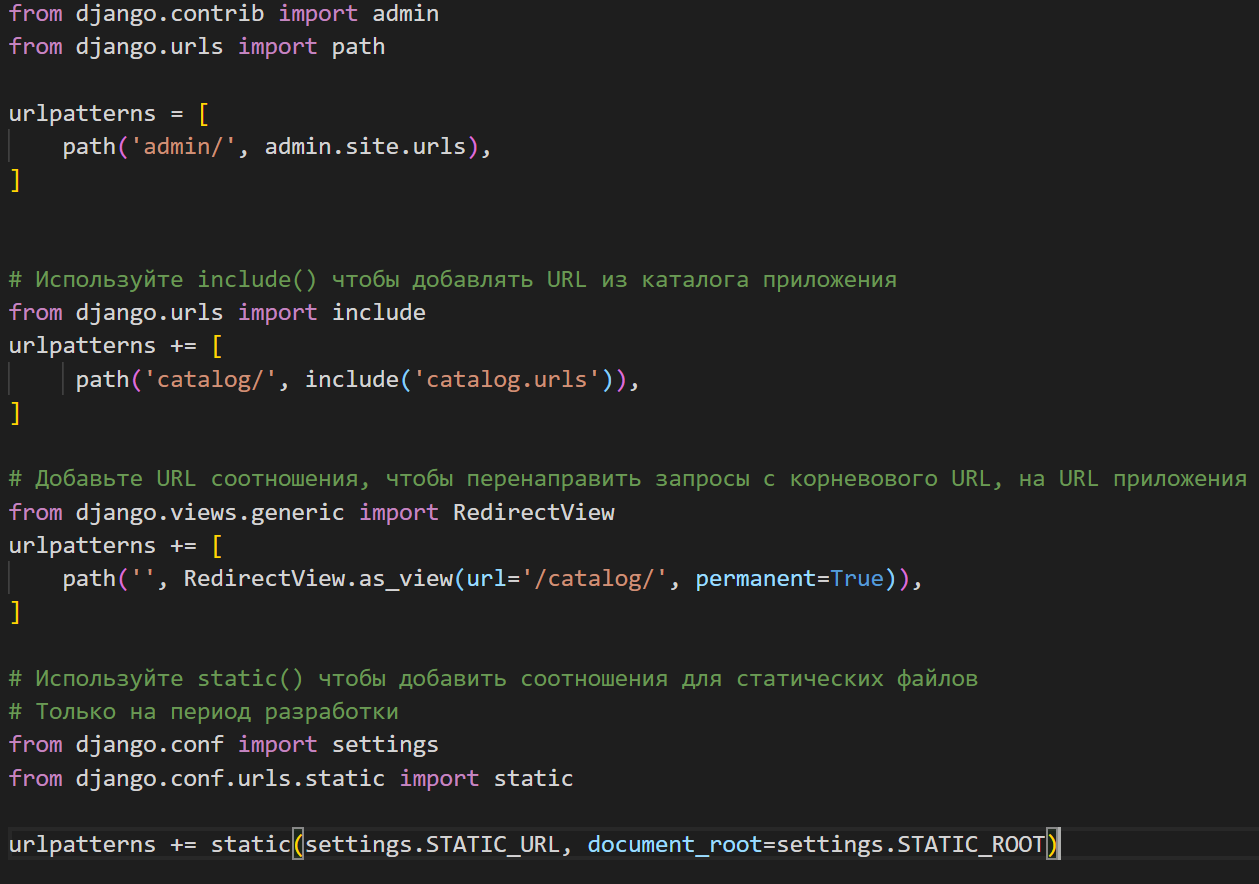 from django.contrib import admin
from django.urls import path
urlpatterns = [
    path('admin/', admin.site.urls),
]
# Используйте include() чтобы добавлять URL из каталога приложения
from django.urls import include
urlpatterns += [
     path('catalog/', include('catalog.urls')),
]
# Добавьте URL соотношения, чтобы перенаправить запросы с корневового URL, на URL приложения
from django.views.generic import RedirectView
urlpatterns += [
    path('', RedirectView.as_view(url='/catalog/', permanent=True)),
]
# Используйте static() чтобы добавить соотношения для статических файлов
# Только на период разработки
from django.conf import settings
from django.conf.urls.static import static
urlpatterns += static(settings.STATIC_URL, document_root=settings.STATIC_ROOT)